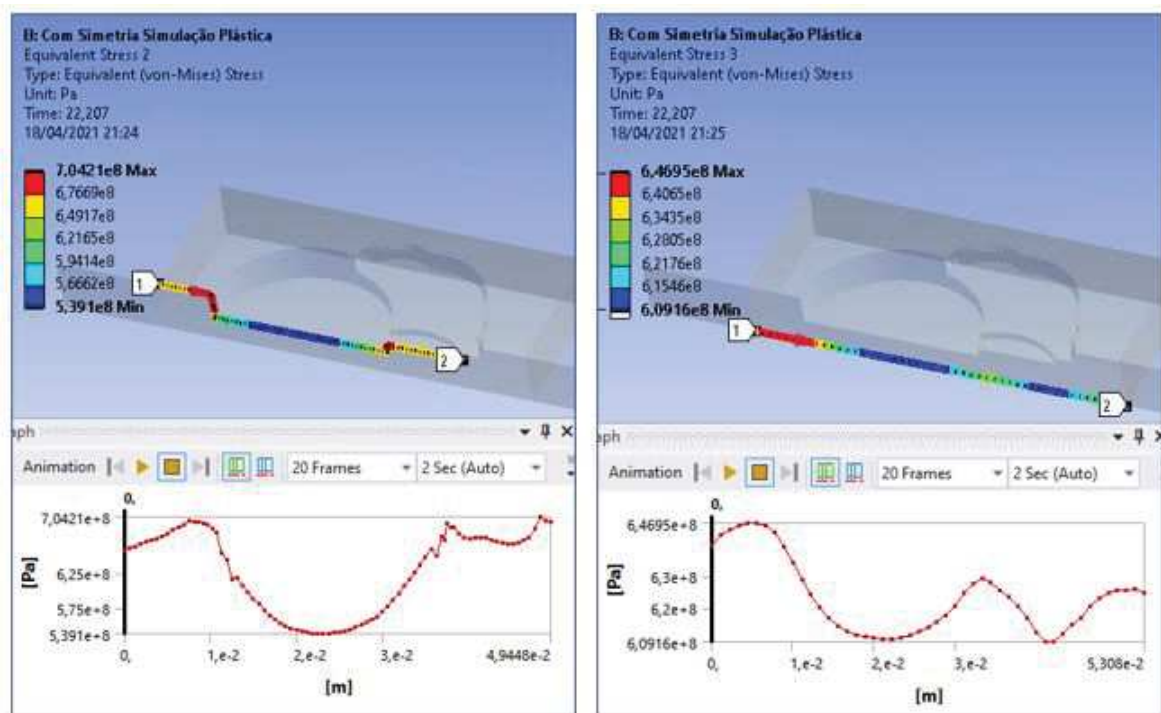 B: Com Simetria Simulação Plástica
Equivalent Stress 2
Type: Equivalent (von-Mises) Stress
Unit: Pa
Time: 22,207
18/04/2021 21:24
7,0421e8 Max
6,7669e8
6,4917e8
6,2165e8
5,9414e8
5,6662e8
5,391e8 Min
1
2
aph
Animation
20 Frames
2 Sec (Auto)
0,
7,0421e+8
6,25e+8
5,75e+8
5,391e+8
[Pa]
0,
1,e-2
2,e-2
3,e-2
4,9448e-2
[m]
B: Com Simetria Simulação Plástica
Equivalent Stress 3
Type: Equivalent (von-Mises) Stress
Unit: Pa
Time: 22,207
18/04/2021 21:25
6,4695e8 Max
6,4065e8
6,3435e8
6,2805e8
6,2176e8
6,1546e8
6,0916e8 Min
1
2
aph
Animation
20 Frames
2 Sec (Auto)
0,
6,4695e+8
6,3e+8
6,2e+8
6,0916e+8
[Pa]
0,
1,e-2
2,e-2
3,e-2
5,308e-2
[m]